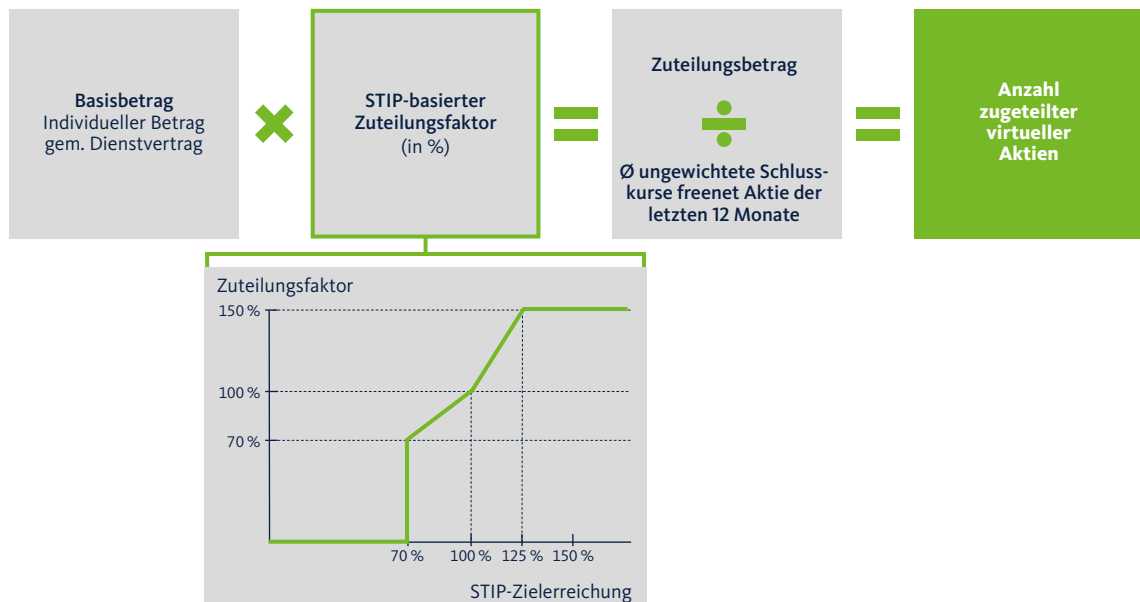 Basisbetrag
Individueller Betrag
gem. Dienstvertrag
STIP-basierter
Zuteilungsfaktor
(in %)
Zuteilungsbetrag
Ø ungewichtete Schluss-
kurse freenet Aktie der
letzten 12 Monate
Anzahl
zugeteilter
virtueller
Aktien
Zuteilungsfaktor
150 %
100 %
70 %
70 % 100 % 125 % 150 %
STIP-Zielerreichung